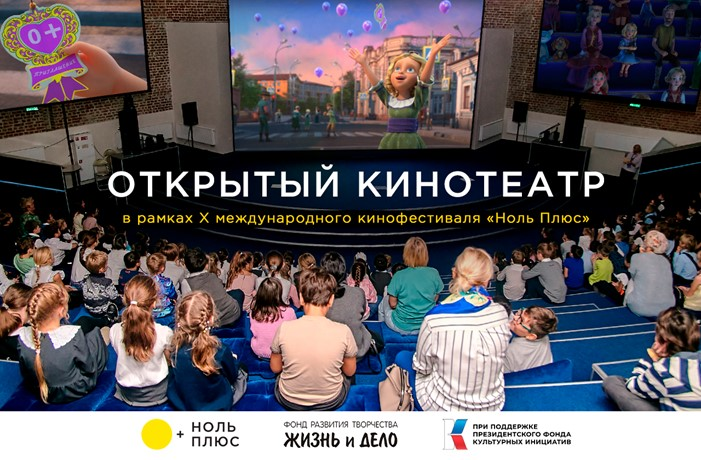 0+
ОТКРЫТЫЙ КИНОТЕАТР
в рамках X международного кинофестиваля «Ноль Плюс»
+ НОЛЬ
ПЛЮС
ФОНД РАЗВИТИЯ ТВОРЧЕСТВА
ЖИЗНЬ и ДЕЛО
ПРИ ПОДДЕРЖКЕ
ПРЕЗИДЕНТСКОГО ФОНДА
КУЛЬТУРНЫХ ИНИЦИАТИВ